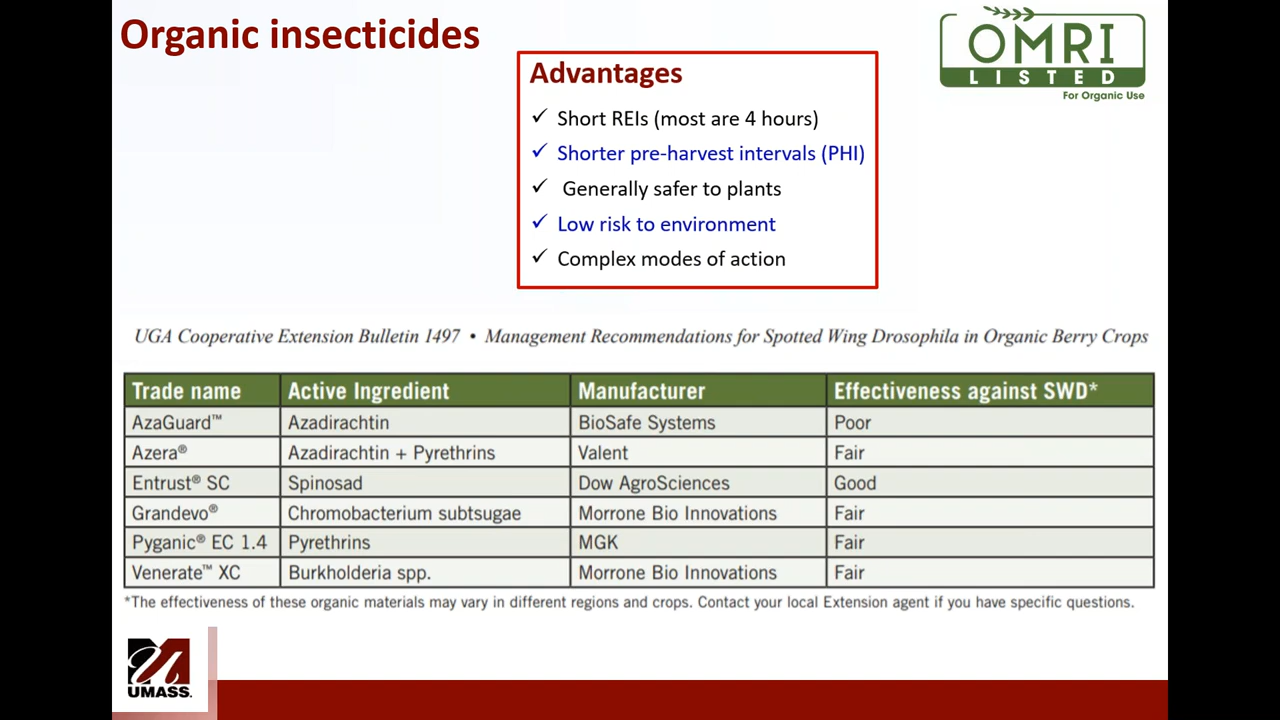 Organic insecticides
OMRI
LISTED
For Organic Use
Advantages
✓ Short REIs (most are 4 hours)
✓ Shorter pre-harvest intervals (PHI)
✓ Generally safer to plants
✓ Low risk to environment
✓ Complex modes of action
UGA Cooperative Extension Bulletin 1497 • Management Recommendations for Spotted Wing Drosophila in Organic Berry Crops
Trade name Active Ingredient Manufacturer Effectiveness against SWD*
AzaGuard™ Azadirachtin BioSafe Systems Poor
Azera® Azadirachtin + Pyrethrins Valent Fair
Entrust® SC Spinosad Dow AgroSciences Good
Grandevo® Chromobacterium subtsugae Morrone Bio Innovations Fair
Pyganic® EC 1.4 Pyrethrins MGK Fair
Venerate™ XC Burkholderia spp. Morrone Bio Innovations Fair
*The effectiveness of these organic materials may vary in different regions and crops. Contact your local Extension agent if you have specific questions.
UMASS.